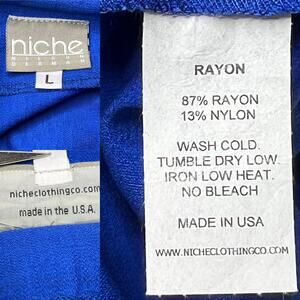 niche
L
nicheclothingco.com
made in the U.S.A.
RAYON
87% RAYON
13% NYLON
WASH COLD.
TUMBLE DRY LOW.
IRON LOW HEAT.
NO BLEACH
MADE IN USA
WWW.NICHECLOTHINGCO.COM